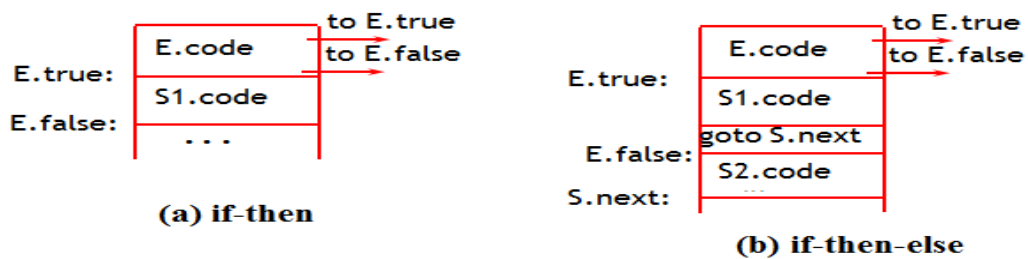 to E.true
E.code
to E.false
E.true:
S1.code
E.false:
...
(a) if-then
to E.true
E.code
to E.false
E.true:
S1.code
goto S.next
E.false:
S2.code
...
S.next:
(b) if-then-else